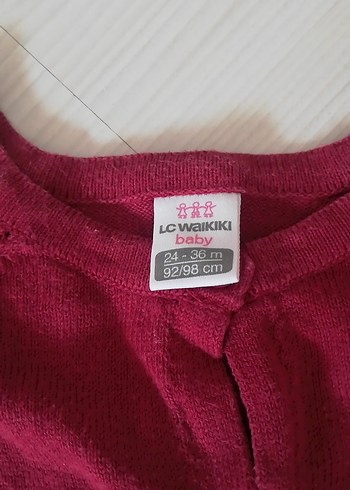 LC WAIKIKI
baby
24 - 36 m
92/98 cm